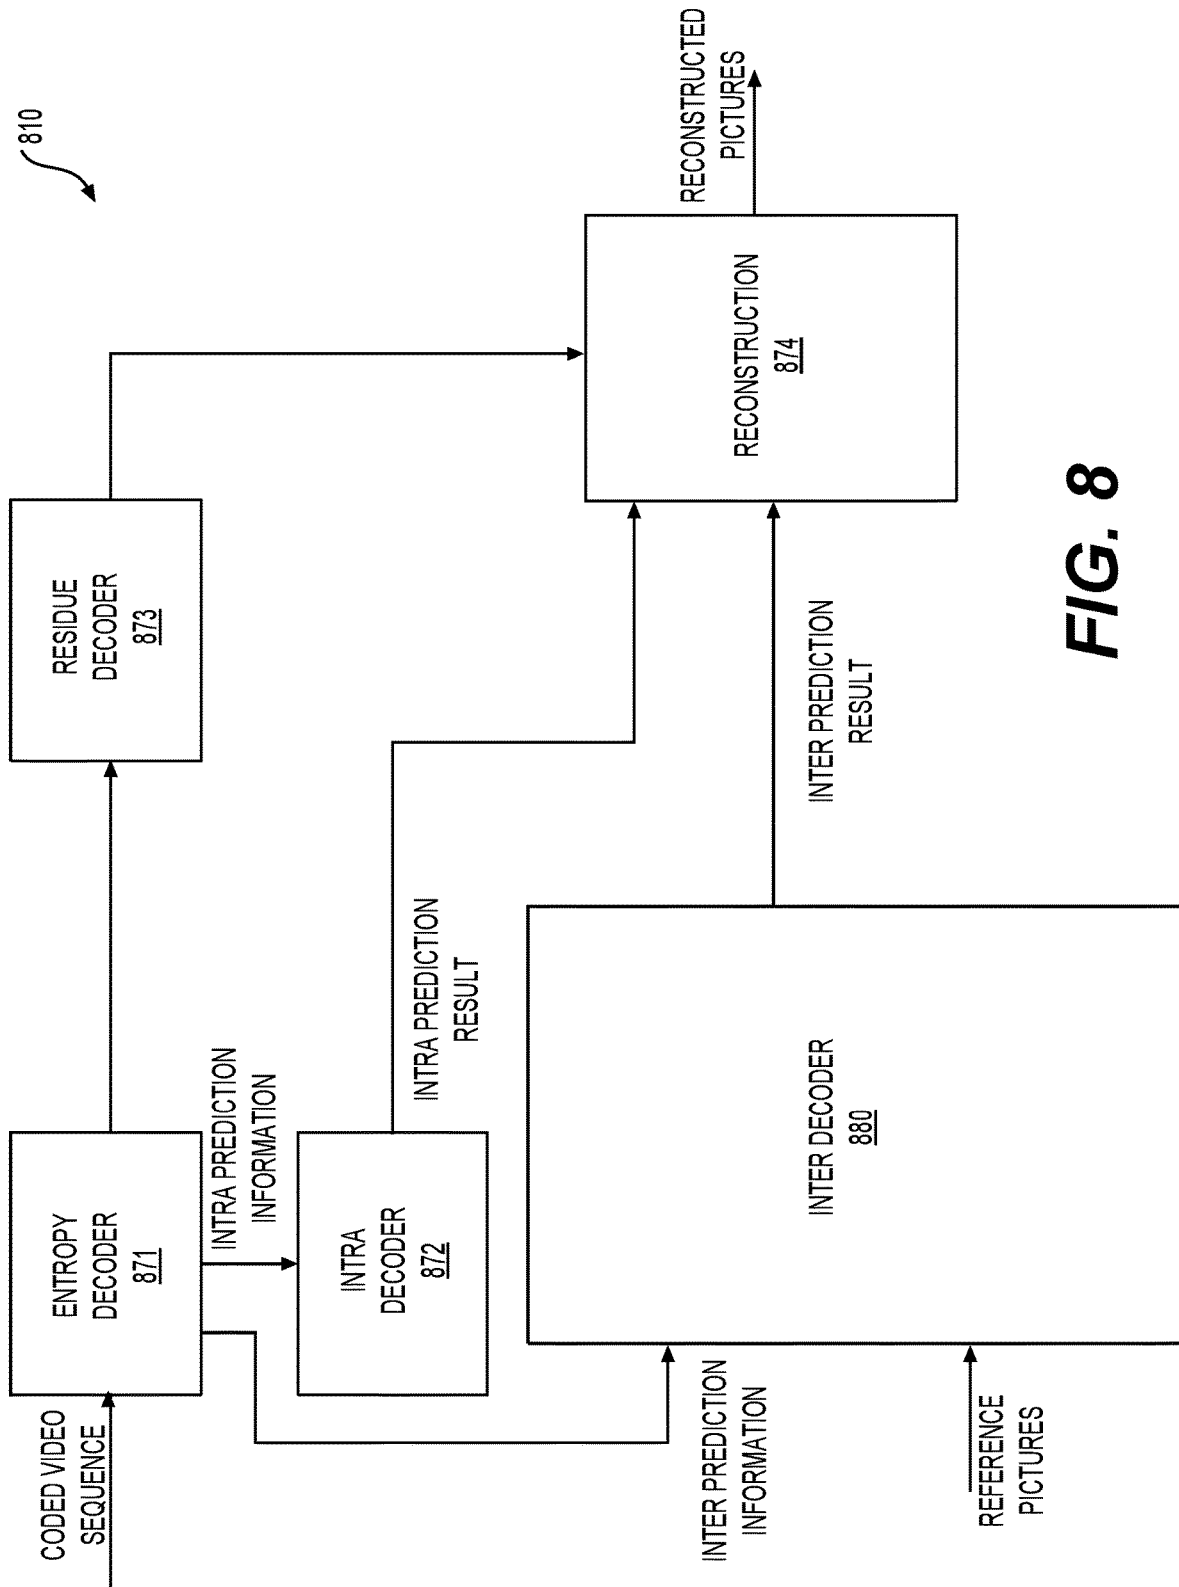 810
CODED VIDEO
SEQUENCE
ENTROPY
DECODER
871
RESIDUE
DECODER
873
INTRA PREDICTION
INFORMATION
INTRA
DECODER
872
INTRA PREDICTION
RESULT
RECONSTRUCTION
874
RECONSTRUCTED
PICTURES
INTER PREDICTION
INFORMATION
REFERENCE
PICTURES
INTER DECODER
880
INTER PREDICTION
RESULT
FIG. 8